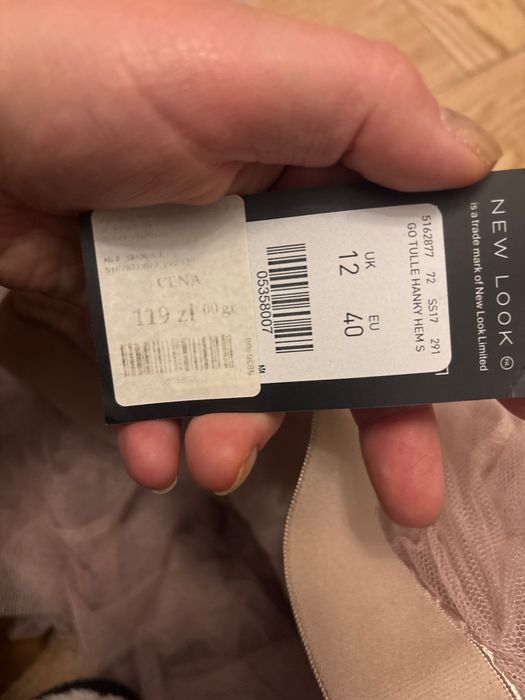 NEW LOOK
is a trade mark of New Look Limited
5162877 72 SS17 291
GO TULLE HANKY HEM S
UK
12
EU
40
05358007
CENA
119 zł 00 gr